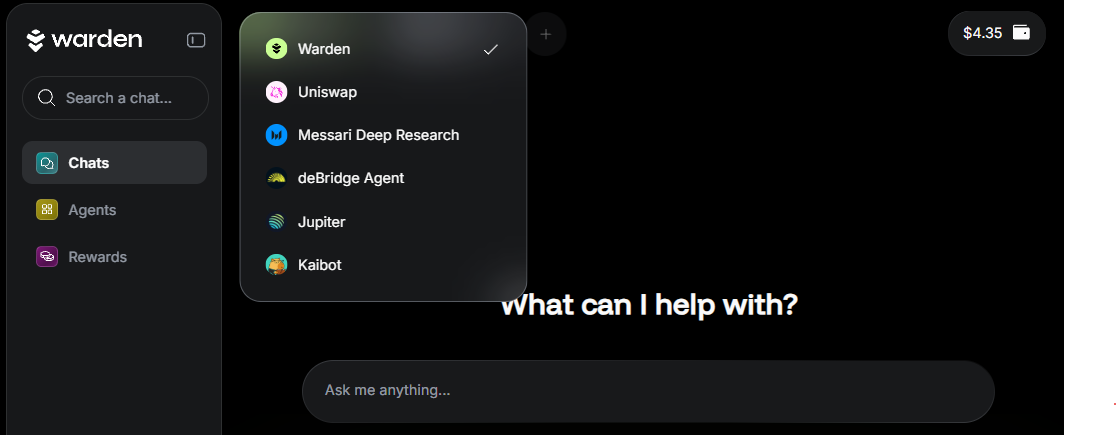 warden
Search a chat...
Chats
Agents
Rewards
Warden
Uniswap
Messari Deep Research
deBridge Agent
Jupiter
Kaibot
$4.35
What can I help with?
Ask me anything...